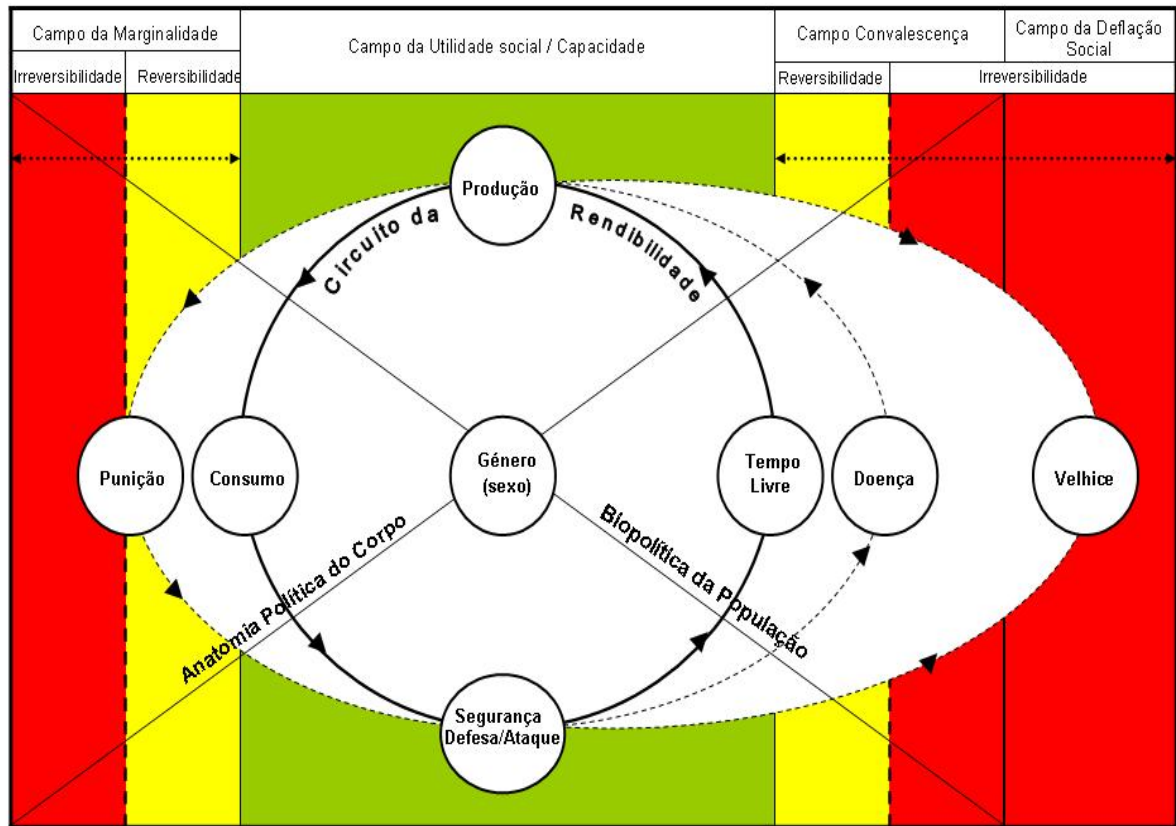 Campo da Marginalidade
Campo da Utilidade social / Capacidade
Campo Convalescença
Campo da Deflação
Social
Irreversibilidade
Reversibilidade
Reversibilidade
Irreversibilidade
Produção
Circuito da
Rendibilidade
Punição
Consumo
Género
(sexo)
Tempo
Livre
Doença
Velhice
Anatomia Política do Corpo
Biopolítica da População
Segurança
Defesa/Ataque